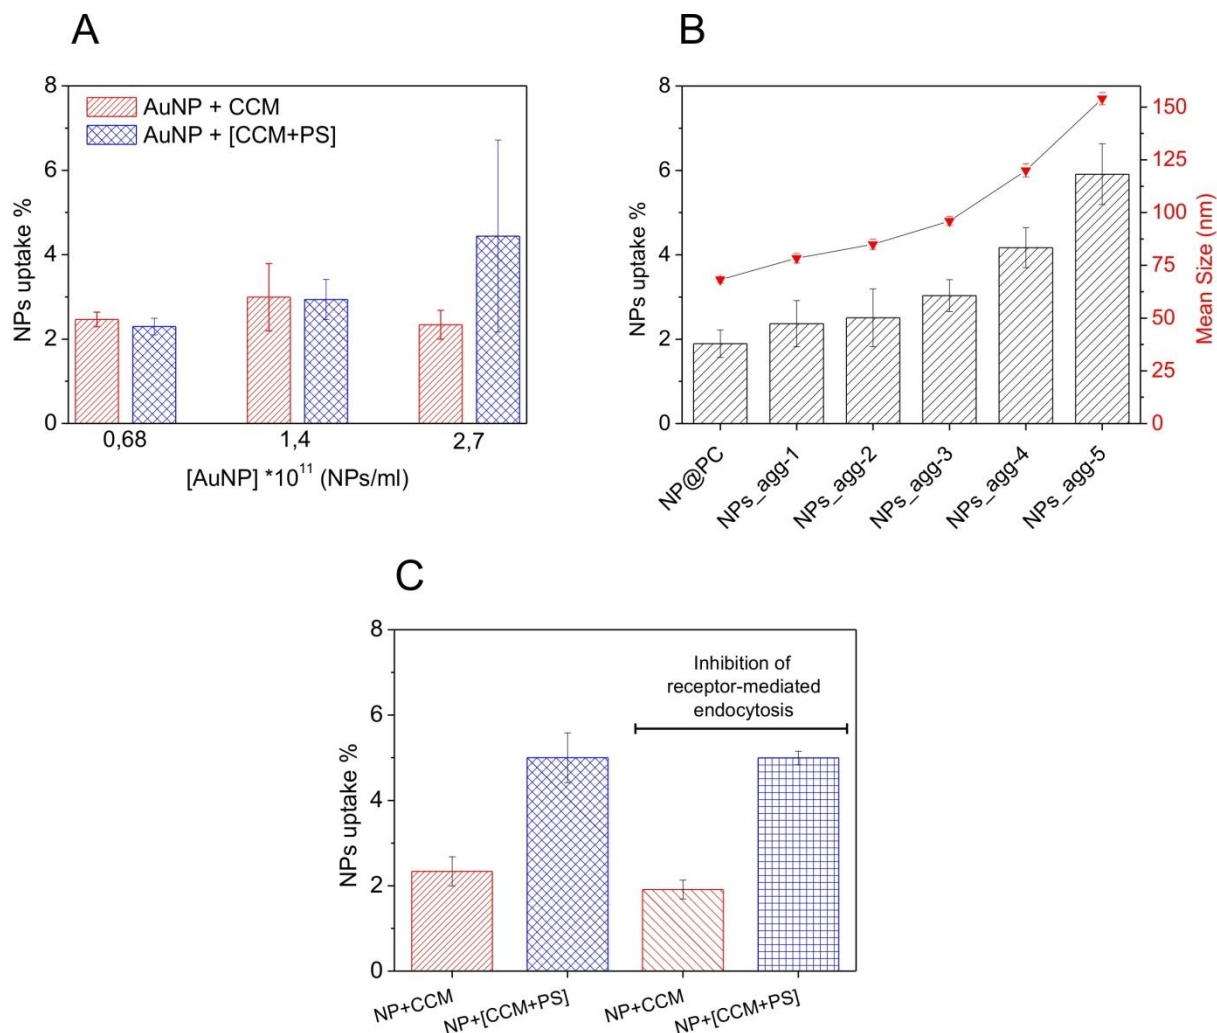 A
8
6
4
2
0
NPs uptake %
AuNP + CCM
AuNP + [CCM+PS]
0,68
1,4
2,7
[AuNP] *10¹¹ (NPs/ml)
B
8
6
4
2
0
NPs uptake %
150
125
100
75
50
25
0
Mean Size (nm)
NP@PC
NPs_agg-1
NPs_agg-2
NPs_agg-3
NPs_agg-4
NPs_agg-5
C
8
6
4
2
0
NPs uptake %
Inhibition of
receptor-mediated
endocytosis
NP+CCM
NP+[CCM+PS]
NP+CCM
NP+[CCM+PS]